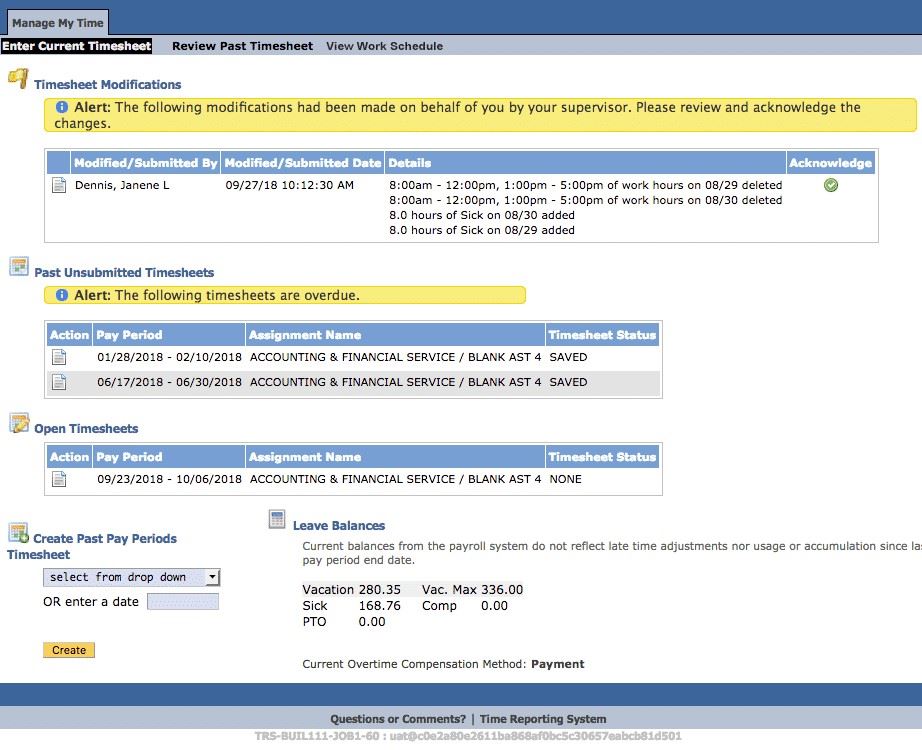 Manage My Time
Enter Current Timesheet Review Past Timesheet View Work Schedule
Timesheet Modifications
Alert: The following modifications had been made on behalf of you by your supervisor. Please review and acknowledge the
changes.
Modified/Submitted By Modified/Submitted Date Details Acknowledge
Dennis, Janene L 09/27/18 10:12:30 AM 8:00am - 12:00pm, 1:00pm - 5:00pm of work hours on 08/29 deleted
8:00am - 12:00pm, 1:00pm - 5:00pm of work hours on 08/30 deleted
8.0 hours of Sick on 08/30 added
8.0 hours of Sick on 08/29 added
Past Unsubmitted Timesheets
Alert: The following timesheets are overdue.
Action Pay Period Assignment Name Timesheet Status
01/28/2018 - 02/10/2018 ACCOUNTING & FINANCIAL SERVICE / BLANK AST 4 SAVED
06/17/2018 - 06/30/2018 ACCOUNTING & FINANCIAL SERVICE / BLANK AST 4 SAVED
Open Timesheets
Action Pay Period Assignment Name Timesheet Status
09/23/2018 - 10/06/2018 ACCOUNTING & FINANCIAL SERVICE / BLANK AST 4 NONE
Create Past Pay Periods
Timesheet
select from drop down
OR enter a date
Create
Leave Balances
Current balances from the payroll system do not reflect late time adjustments nor usage or accumulation since la
pay period end date.
Vacation 280.35 Vac. Max 336.00
Sick 168.76 Comp 0.00
PTO 0.00
Current Overtime Compensation Method: Payment
Questions or Comments? | Time Reporting System
TRS-BUIL111-JOB1-60 : uat@c0e2a80e2611ba868af0bc5c30657eabcb81d501